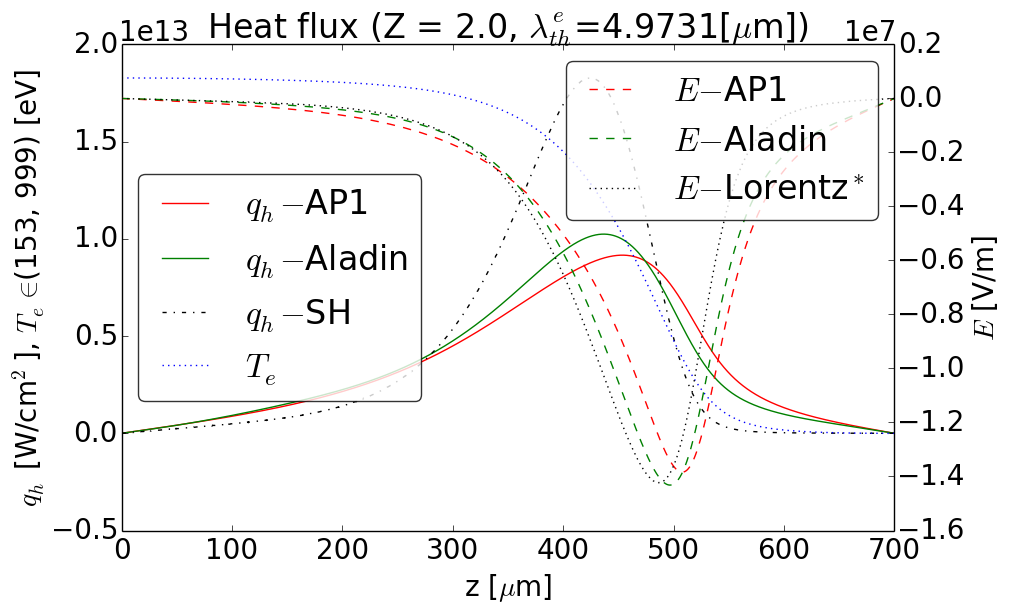 Heat flux (Z = 2.0, λ_th^e=4.9731[μm])
1e13
1e7
2.0
1.5
1.0
0.5
0.0
−0.5
q_h [W/cm²], T_e ∈(153, 999) [eV]
q_h −AP1
q_h −Aladin
q_h −SH
T_e
E−AP1
E−Aladin
E−Lorentz*
0.2
0.0
−0.2
−0.4
−0.6
−0.8
−1.0
−1.2
−1.4
−1.6
E [V/m]
0 100 200 300 400 500 600 700
z [μm]